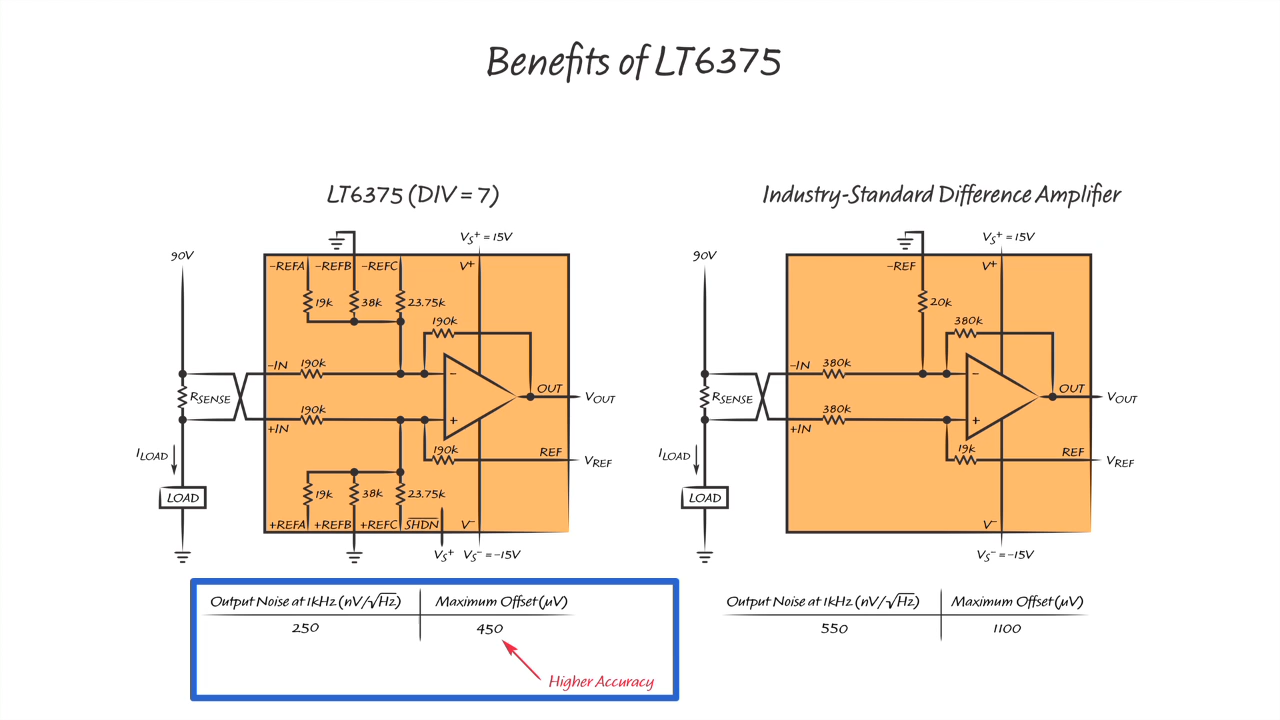 Benefits of LT6375
LT6375 (DIV = 7)
90V
VS+ = 15V
–REFA
–REFB
–REFC
V+
19k
38k
23.75k
190k
–IN
190k
–
RSENSE
OUT
VOUT
190k
+
+IN
190k
REF
VREF
ILOAD
19k
38k
23.75k
LOAD
+REFA
+REFB
+REFC
SHDN
V–
VS+
VS– = –15V
Output Noise at 1kHz (nV/√Hz)
Maximum Offset (µV)
250
450
Higher Accuracy
Industry-Standard Difference Amplifier
90V
VS+ = 15V
–REF
V+
20k
380k
–IN
380k
–
RSENSE
OUT
VOUT
380k
+
+IN
19k
REF
VREF
ILOAD
LOAD
V–
VS– = –15V
Output Noise at 1kHz (nV/√Hz)
Maximum Offset (µV)
550
1100